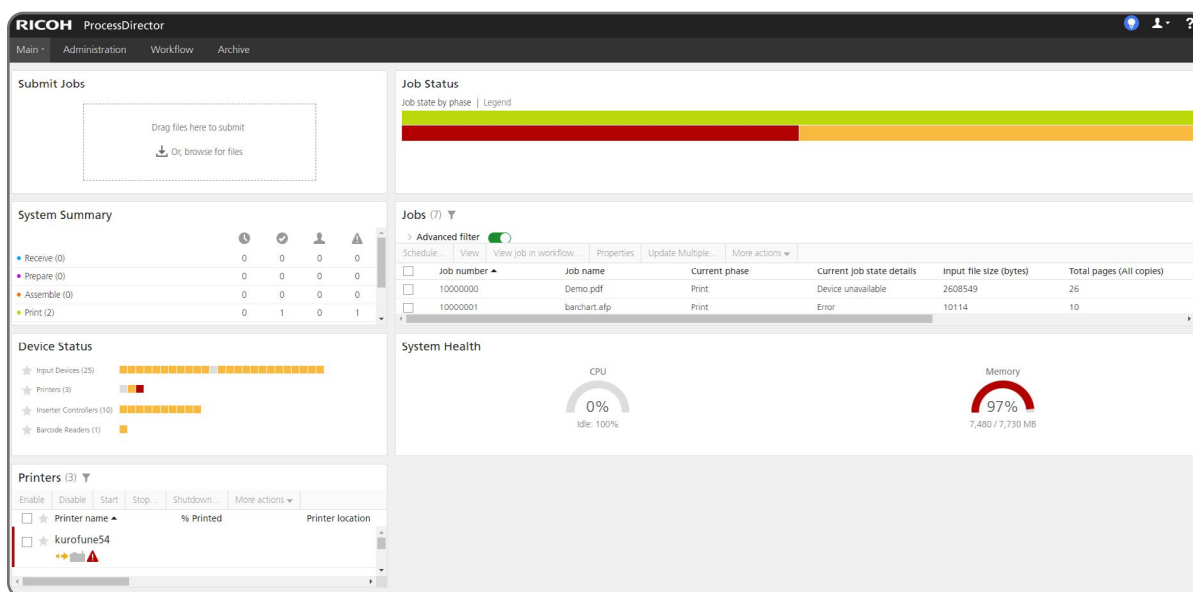 RICOH ProcessDirector
?
Main Administration Workflow Archive
Submit Jobs
Drag files here to submit
Or, browse for files
Job Status
Job state by phase | Legend
System Summary
Receive (0) 0 0 0 0
Prepare (0) 0 0 0 0
Assemble (0) 0 0 0 0
Print (2) 0 1 0 1
Jobs (7)
Advanced filter
Schedule... View View job in workflow... Properties Update Multiple... More actions
Job number Job name Current phase Current job state details Input file size (bytes) Total pages (All copies)
10000000 Demo.pdf Print Device unavailable 2608549 26
10000001 barchart.afp Print Error 10114 10
Device Status
Input Devices (25)
Printers (3)
Inserter Controllers (10)
Barcode Readers (1)
System Health
CPU
0%
Idle: 100%
Memory
97%
7,480 / 7,730 MB
Printers (3)
Enable Disable Start Stop... Shutdown... More actions
Printer name % Printed Printer location
kurofune54